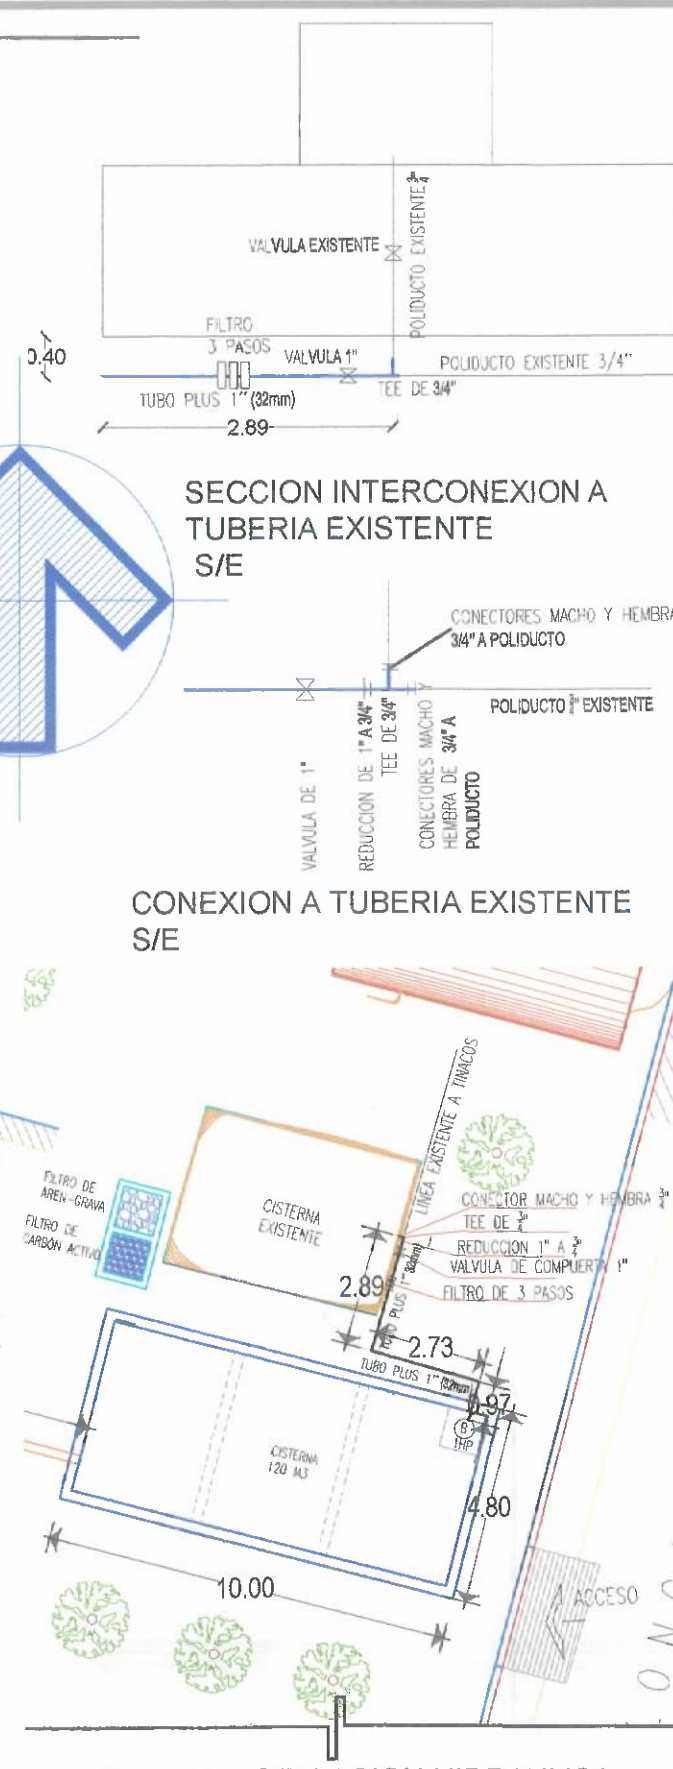 VALVULA EXISTENTE
POLIDUCTO EXISTENTE 3/4"
FILTRO
3 PASOS
0.40
VALVULA 1"
POLIDUCTO EXISTENTE 3/4"
TUBO PLUS 1" (32mm)
TEE DE 3/4"
2.89
SECCION INTERCONEXION A
TUBERIA EXISTENTE
S/E
CONECTORES MACHO Y HEMBRA
3/4" A POLIDUCTO
POLIDUCTO 3/4" EXISTENTE
VALVULA DE 1"
REDUCCION DE 1" A 3/4"
TEE DE 3/4"
CONECTORES MACHO Y
HEMBRA DE 3/4" A
POLIDUCTO
CONEXION A TUBERIA EXISTENTE
S/E
LINEA EXISTENTE A TINACOS
FILTRO DE
AREN-GRAVA
FILTRO DE
CARBON ACTIVO
CISTERNA
EXISTENTE
CONECTOR MACHO Y HEMBRA 3/4"
TEE DE 3/4"
REDUCCION 1" A 3/4"
VALVULA DE COMPUERTA 1"
FILTRO DE 3 PASOS
2.89
TUBO PLUS 1" (32mm)
2.73
TUBO PLUS 1" (32mm)
0.97
B
1HP
CISTERNA
120 M3
4.80
10.00
ACCESO
O N